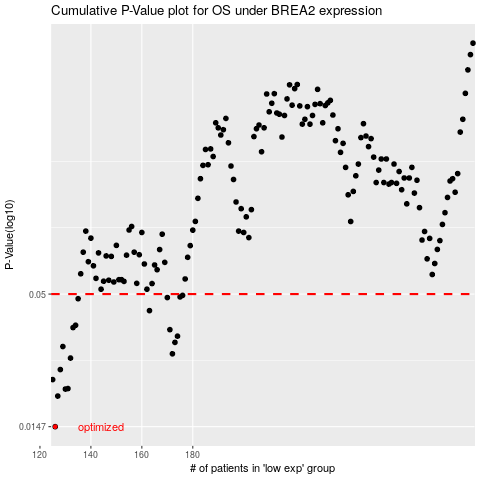 Cumulative P-Value plot for OS under BREA2 expression
P-Value(log10)
0.05
0.0147
optimized
120 140 160 180
# of patients in 'low exp' group